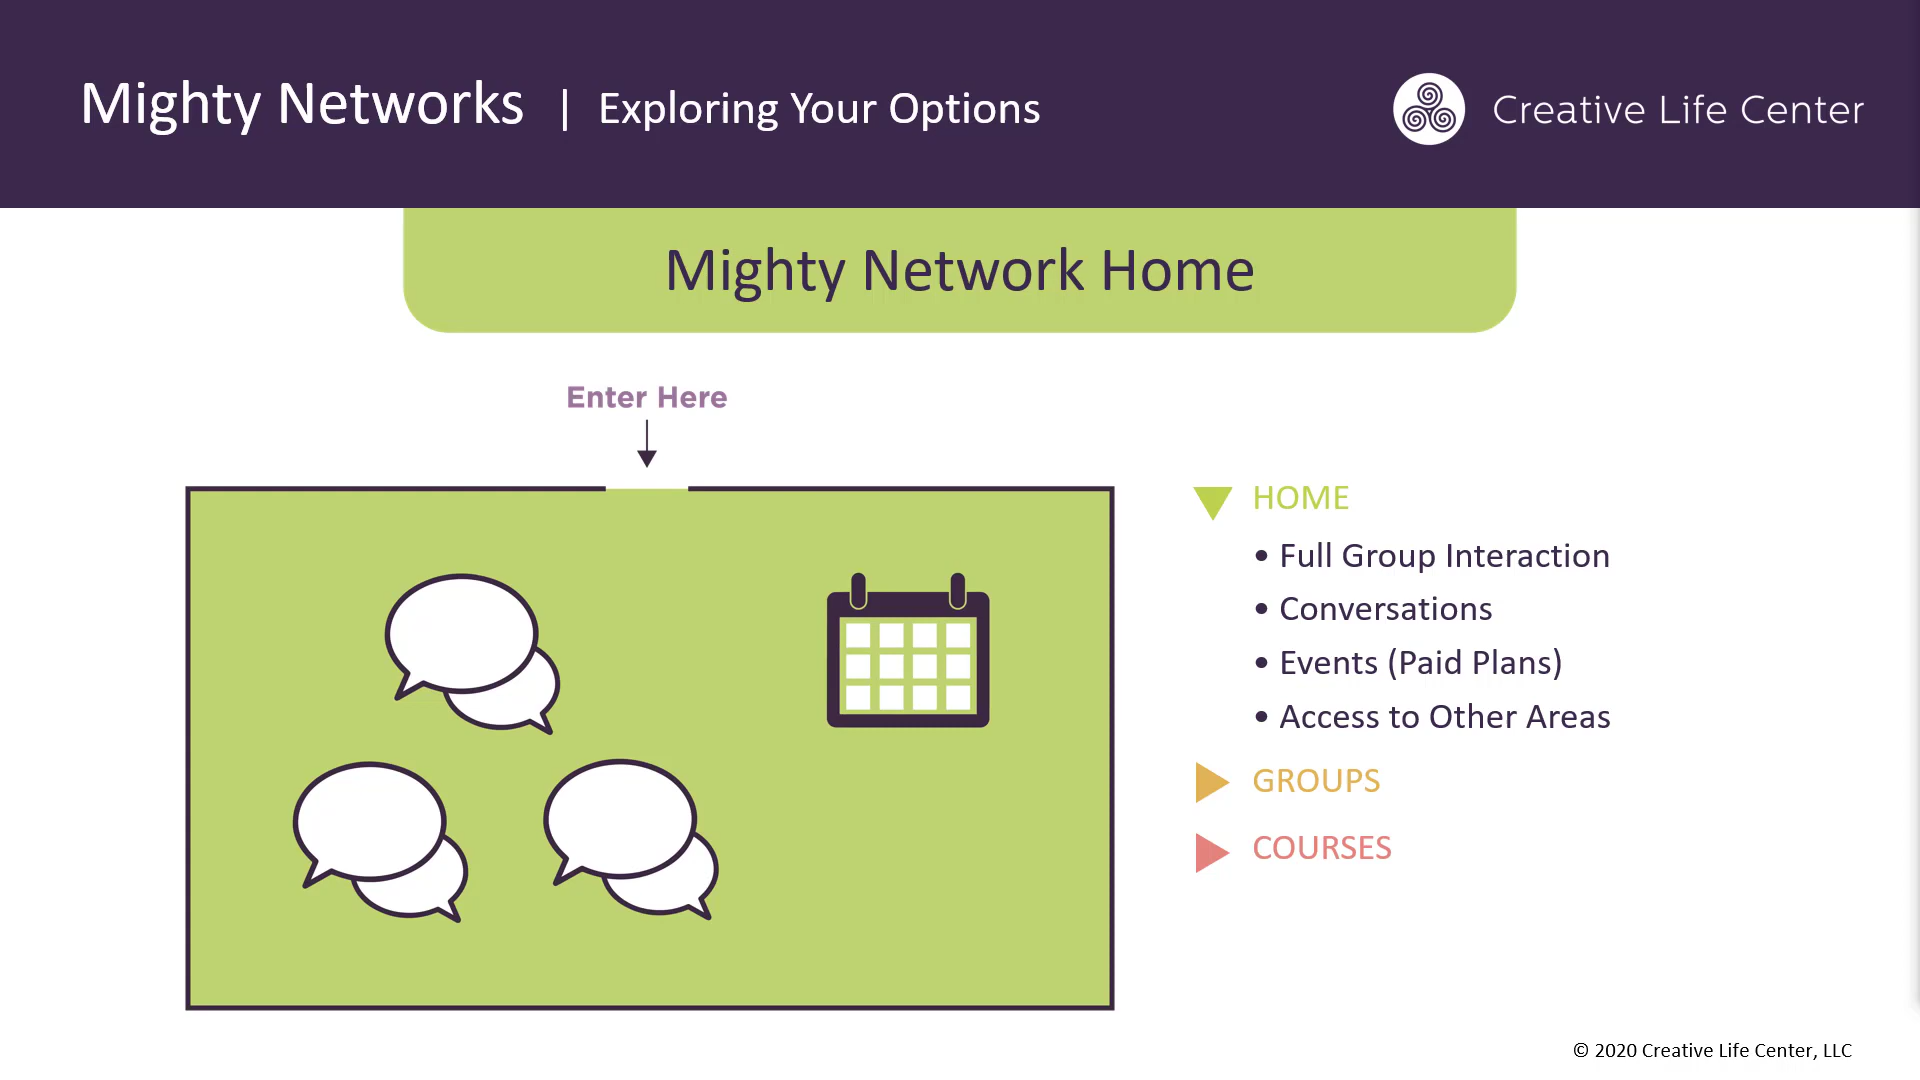 Mighty Networks | Exploring Your Options
Creative Life Center
Mighty Network Home
Enter Here
HOME
• Full Group Interaction
• Conversations
• Events (Paid Plans)
• Access to Other Areas
GROUPS
COURSES
© 2020 Creative Life Center, LLC